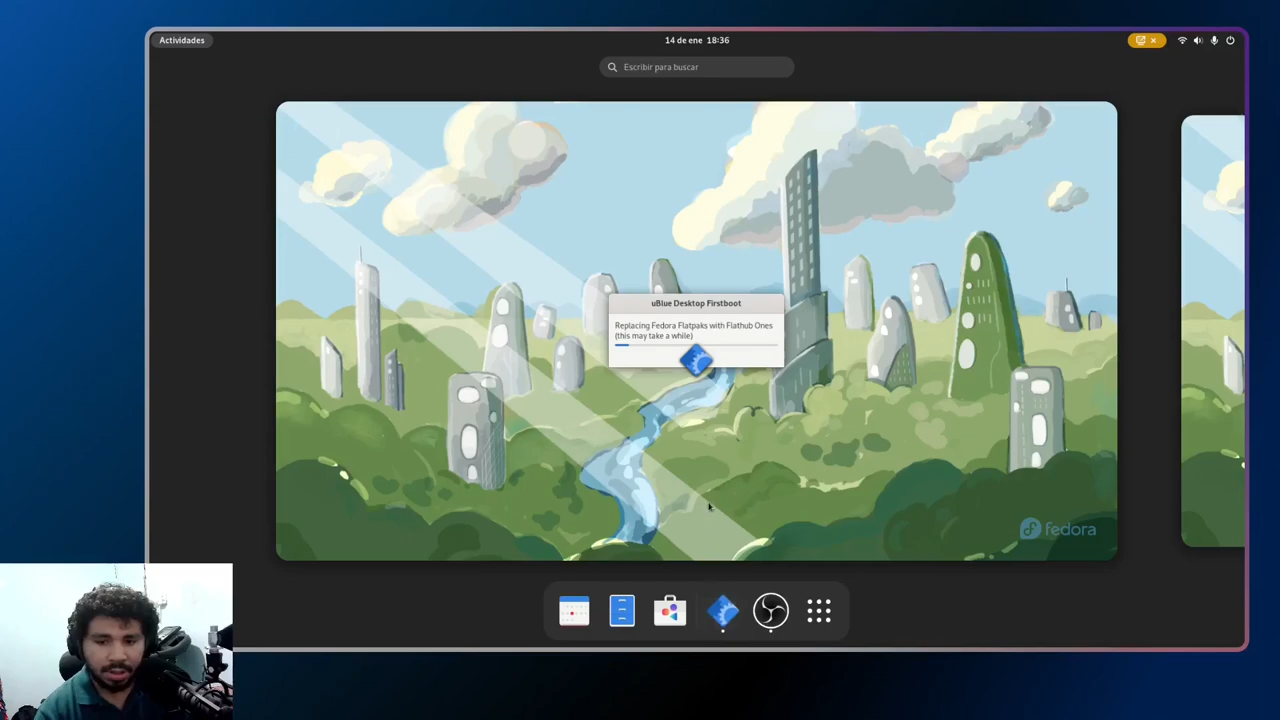 Actividades
14 de ene 18:36
Escribir para buscar
uBlue Desktop Firstboot
Replacing Fedora Flatpaks with Flathub Ones
(this may take a while)
fedora